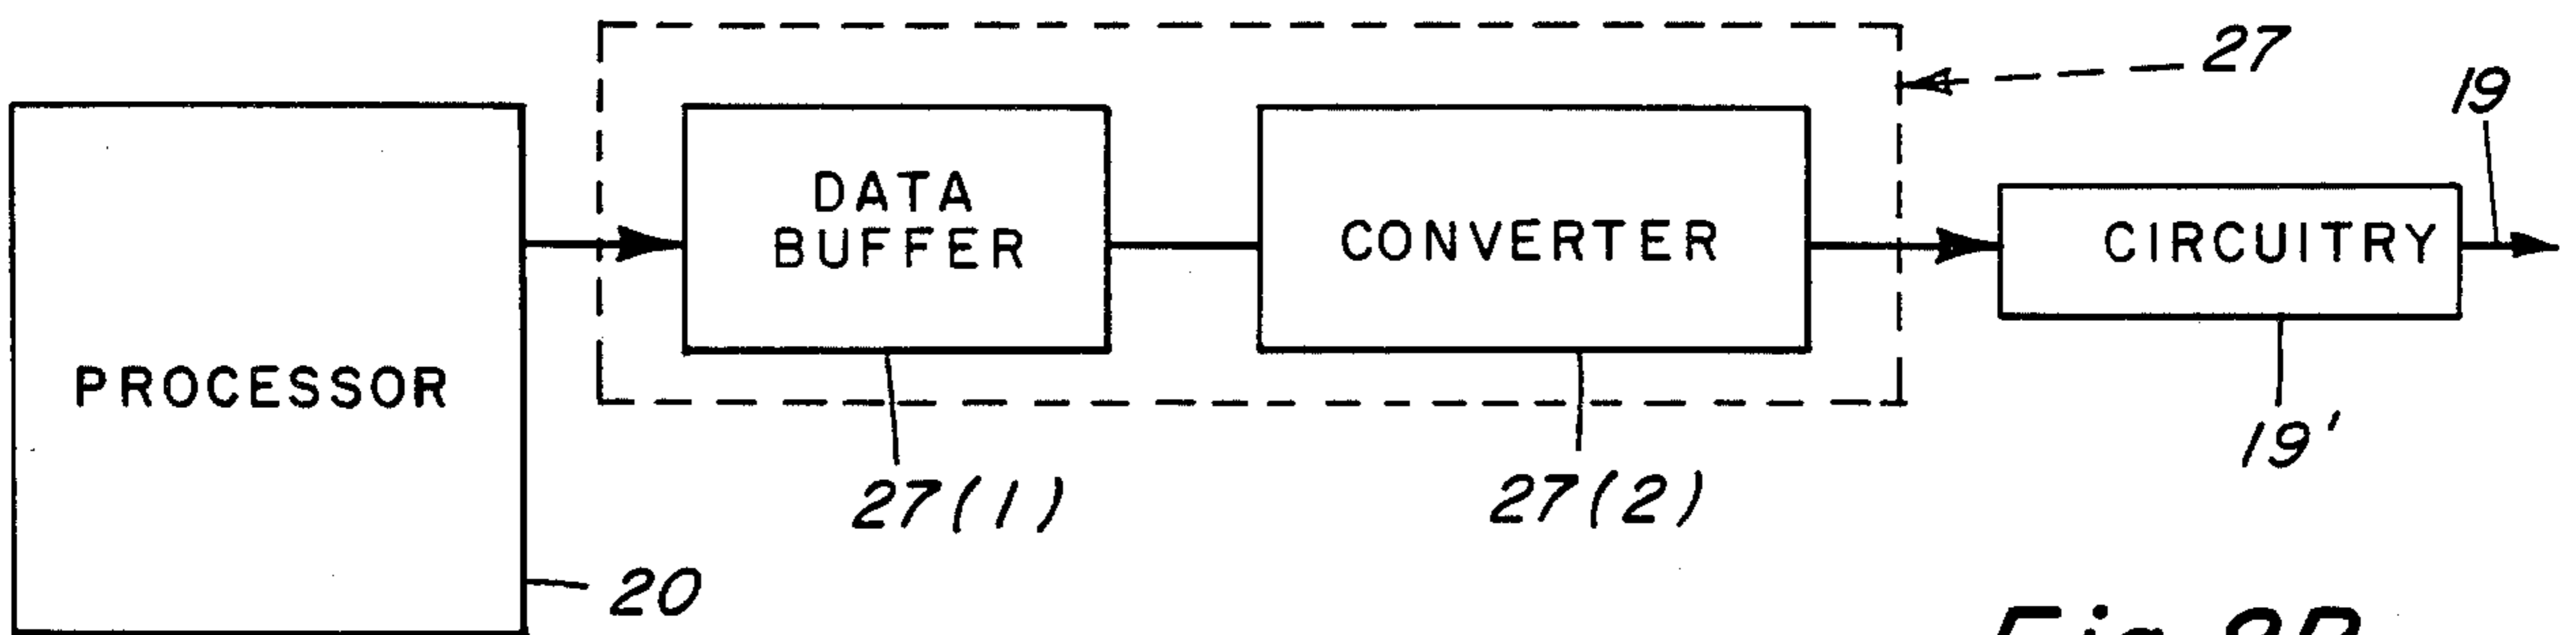 27
19
DATA
BUFFER
CONVERTER
CIRCUITRY
PROCESSOR
19'
27(1)
27(2)
20